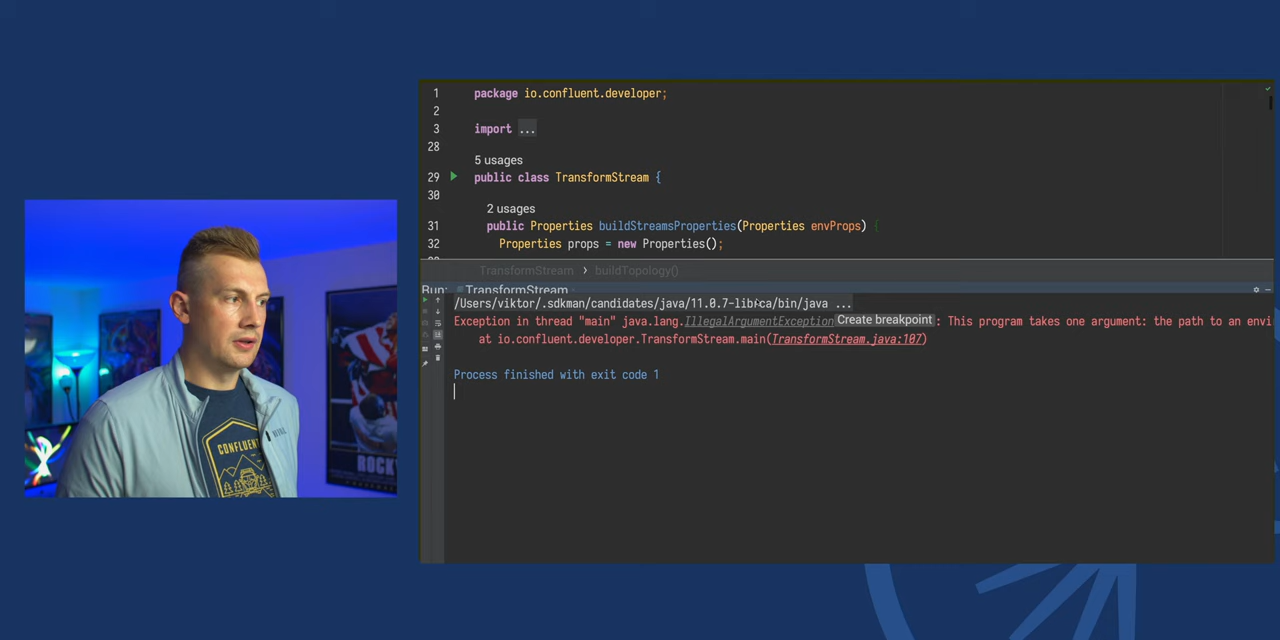 1 package io.confluent.developer;
2
3 import ...
28
5 usages
29 public class TransformStream {
30
2 usages
31 public Properties buildStreamsProperties(Properties envProps) {
32 Properties props = new Properties();
TransformStream › buildTopology()
Run: TransformStream
/Users/viktor/.sdkman/candidates/java/11.0.7-librca/bin/java ...
Exception in thread "main" java.lang.IllegalArgumentException Create breakpoint : This program takes one argument: the path to an envi
at io.confluent.developer.TransformStream.main(TransformStream.java:107)
Process finished with exit code 1
CONFLUENT
ROCKY